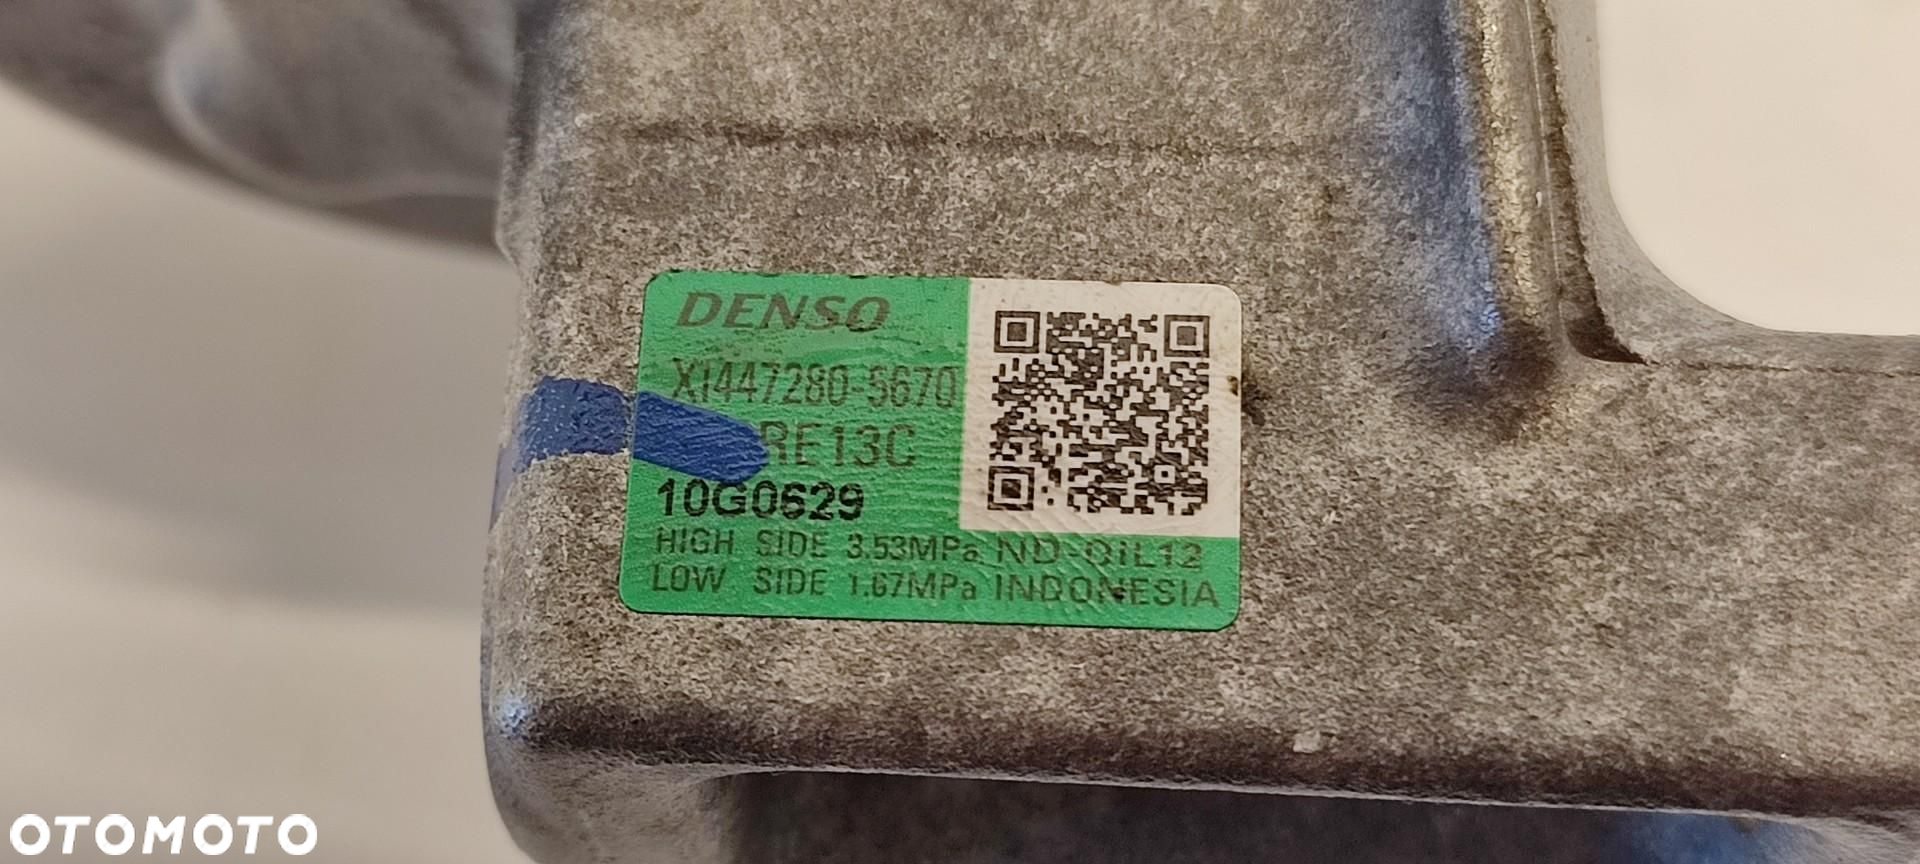 DENSO
XI447280-5670
RE13C
10G0629
HIGH SIDE 3.53MPa ND-OIL12
LOW SIDE 1.67MPa INDONESIA
OTOMOTO